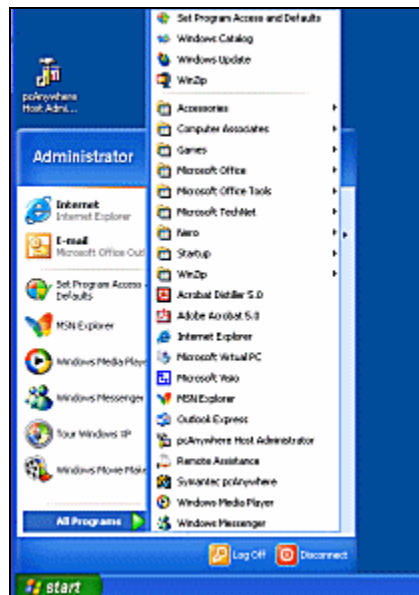 pcAnywhere
Host Admi...
Administrator
Internet
Internet Explorer
E-mail
Microsoft Office Outl
Set Program Access
Defaults
MSN Explorer
Windows Media Playe
Windows Messenger
Tour Windows XP
Windows Movie Make
All Programs
Set Program Access and Defaults
Windows Catalog
Windows Update
WinZip
Accessories
Computer Associates
Games
Microsoft Office
Microsoft Office Tools
Microsoft TechNet
Nero
Startup
WinZip
Acrobat Distiller 5.0
Adobe Acrobat 5.0
Internet Explorer
Microsoft Virtual PC
Microsoft Visio
MSN Explorer
Outlook Express
pcAnywhere Host Administrator
Remote Assistance
Symantec pcAnywhere
Windows Media Player
Windows Messenger
Log Off
Disconnect
start